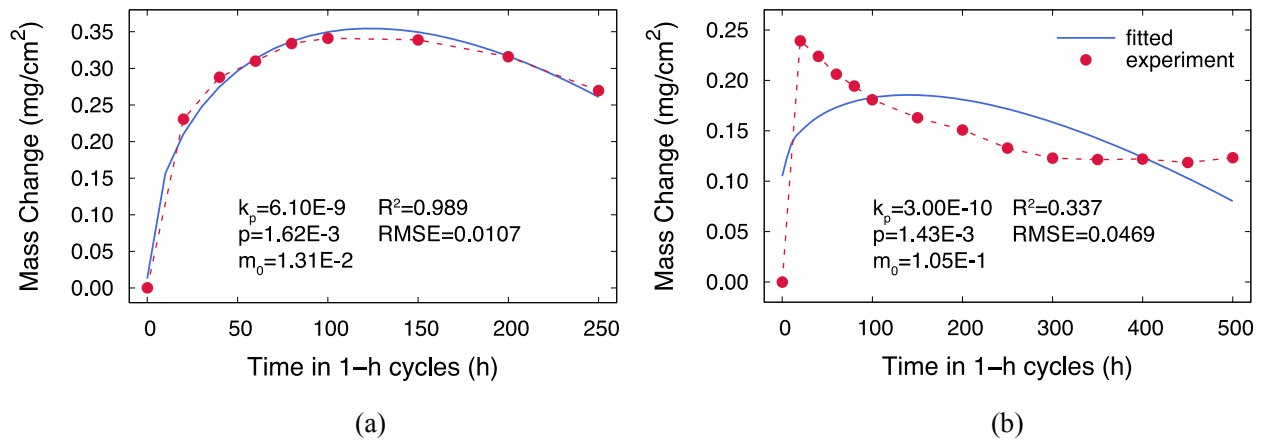 Mass Change (mg/cm²)
0.35
0.30
0.25
0.20
0.15
0.10
0.05
0.00
k_p=6.10E-9 R²=0.989
p=1.62E-3 RMSE=0.0107
m₀=1.31E-2
0 50 100 150 200 250
Time in 1–h cycles (h)
(a)
Mass Change (mg/cm²)
0.25
0.20
0.15
0.10
0.05
0.00
fitted
experiment
k_p=3.00E-10 R²=0.337
p=1.43E-3 RMSE=0.0469
m₀=1.05E-1
0 100 200 300 400 500
Time in 1–h cycles (h)
(b)